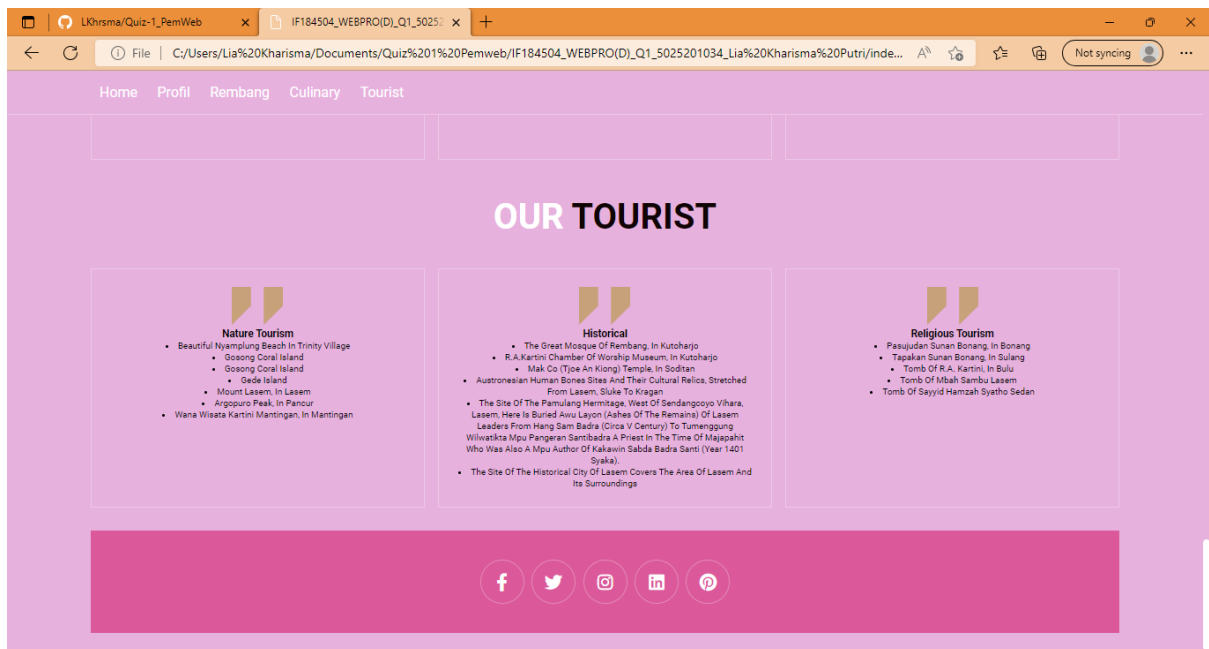 LKhrsma/Quiz-1_PemWeb
IF184504_WEBPRO(D)_Q1_50252
File
C:/Users/Lia%20Kharisma/Documents/Quiz%201%20Pemweb/IF184504_WEBPRO(D)_Q1_5025201034_Lia%20Kharisma%20Putri/inde...
Not syncing
Home Profil Rembang Culinary Tourist
OUR TOURIST
Nature Tourism
• Beautiful Nyamplung Beach In Trinity Village
• Gosong Coral Island
• Gosong Coral Island
• Gede Island
• Mount Lasem, In Lasem
• Argopuro Peak, In Pancur
• Wana Wisata Kartini Mantingan, In Mantingan
Historical
• The Great Mosque Of Rembang, In Kutoharjo
• R.A.Kartini Chamber Of Worship Museum, In Kutoharjo
• Mak Co (Tjoe An Kiong) Temple, In Soditan
• Austronesian Human Bones Sites And Their Cultural Relics, Stretched
From Lasem, Sluke To Kragan
• The Site Of The Pamulang Hermitage, West Of Sendangcoyo Vihara,
Lasem, Here Is Buried Awu Layon (Ashes Of The Remains) Of Lasem
Leaders From Hang Sam Badra (Circa V Century) To Tumenggung
Wilwatikta Mpu Pangeran Santibadra A Priest In The Time Of Majapahit
Who Was Also A Mpu Author Of Kakawin Sabda Badra Santi (Year 1401
Syaka).
• The Site Of The Historical City Of Lasem Covers The Area Of Lasem And
Its Surroundings
Religious Tourism
• Pasujudan Sunan Bonang, In Bonang
• Tapakan Sunan Bonang, In Sulang
• Tomb Of R.A. Kartini, In Bulu
• Tomb Of Mbah Sambu Lasem
• Tomb Of Sayyid Hamzah Syatho Sedan